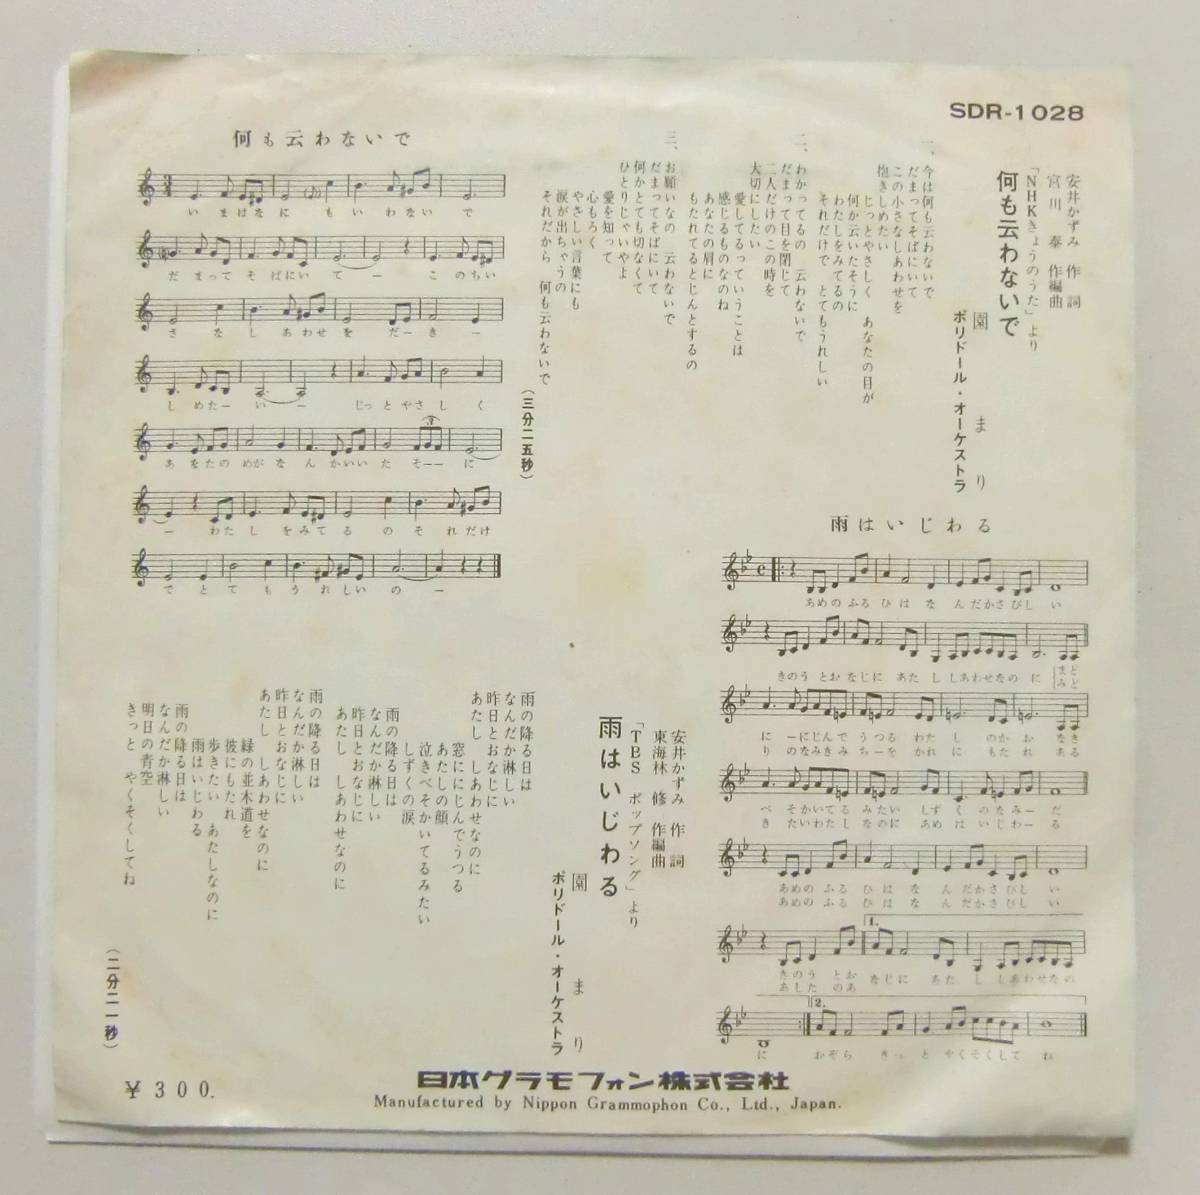 SDR-1028
安井かずみ 作詞
宮川 泰 作編曲
「NHKきょうのうた」より
何も云わないで
園まり
ポリドール・オーケストラ
一、
今は何も云わないで
だまってそばにいて
この小さなしあわせを
抱きしめたい
じっとやさしく あなたの目が
何か云いたそうに
わたしをみてるの
それだけで とてもうれしい
二、
わかってるの 云わないで
だまって目を閉じて
二人だけのこの時を
大切にしたい
愛してるっていうことは
感じるものなのね
あなたの肩に
もたれてるとじんとするの
三、
お願いなの 云わないで
だまってそばにいて
何かとても切なくて
ひとりじゃいやよ
愛を知って
心もろく
やさしい言葉にも
涙が出ちゃうの
それだから 何も云わないで
(三分二五秒)
何も云わないで
いまはなにもいわないで
だまってそばにいてー このちい
さなしあわせをだーきー
しめたーいー じっとやさしく
あなたのめがなんかいいたそーーに
ーわたしをみてるのそれだけ
でとてもうれしいのー
雨はいじわる
あめのふるひはなんだかさびしい
きのうとおなじにあたししあわせなのに まど
みど
にーにじんでうつるわたしのかおなき
りのなみきみちーをかれにもたれある
べそかいてるみたいしずくのなみーだ
きたいわたしなのにあめはいじわーる
あめのふるひはなんだかさびしい
あめのふるひはなんだかさびしい
1.
きのうとおなじにあたししあわせなの
あしたのあ
2.
に おぞらきっとやくそくしてね
安井かずみ 作詞
東海林 修 作編曲
「TBS ポップソング」より
雨はいじわる
園まり
ポリドール・オーケストラ
雨の降る日は
なんだか淋しい
昨日とおなじに
あたし しあわせなのに
窓ににじんでうつる
あたしの顔
泣きべそかいてるみたい
しずくの涙
雨の降る日は
なんだか淋しい
昨日とおなじに
あたし しあわせなのに
雨の降る日は
なんだか淋しい
昨日とおなじに
あたし しあわせなのに
緑の並木道を
彼にもたれ
歩きたい あたしなのに
雨はいじわる
雨の降る日は
なんだか淋しい
明日の青空
きっと やくそくしてね
(二分二一秒)
¥300.
日本グラモフォン株式会社
Manufactured by Nippon Grammophon Co., Ltd., Japan.